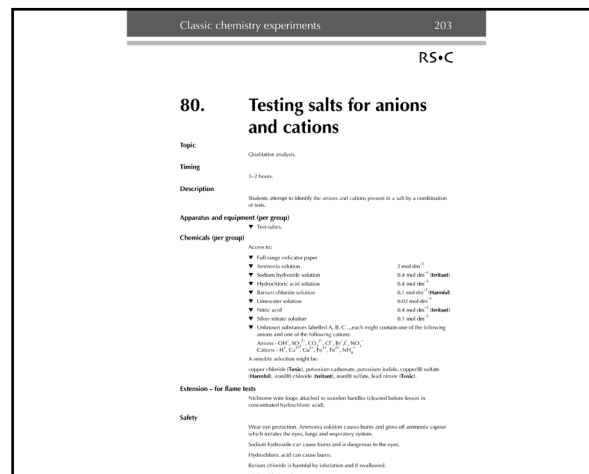 Classic chemistry experiments 203
RS•C
80. Testing salts for anions
and cations
Topic
Qualitative analysis.
Timing
1–2 hours.
Description
Students attempt to identify the anions and cations present in a salt by a combination
of tests.
Apparatus and equipment (per group)
▼ Test-tubes.
Chemicals (per group)
Access to:
▼ Full range indicator paper
▼ Ammonia solution 2 mol dm⁻³
▼ Sodium hydroxide solution 0.4 mol dm⁻³ (Irritant)
▼ Hydrochloric acid solution 0.4 mol dm⁻³
▼ Barium chloride solution 0.1 mol dm⁻³ (Harmful)
▼ Limewater solution 0.02 mol dm⁻³
▼ Nitric acid 0.4 mol dm⁻³ (Irritant)
▼ Silver nitrate solution 0.1 mol dm⁻³
▼ Unknown substances labelled A, B, C ...each might contain one of the following
anions and one of the following cations:
Anions - OH⁻, SO₄²⁻, CO₃²⁻, Cl⁻, Br⁻, I⁻, NO₃⁻
Cations - H⁺, Ca²⁺, Cu²⁺, Fe³⁺, Fe²⁺, NH₄⁺
A sensible selection might be:
copper chloride (Toxic), potassium carbonate, potassium iodide, copper(II) sulfate
(Harmful), iron(III) chloride (Irritant), iron(II) sulfate, lead nitrate (Toxic).
Extension – for flame tests
Nichrome wire loops attached to wooden handles (cleaned before lesson in
concentrated hydrochloric acid).
Safety
Wear eye protection. Ammonia solution causes burns and gives off ammonia vapour
which irritates the eyes, lungs and respiratory system.
Sodium hydroxide can cause burns and is dangerous to the eyes.
Hydrochloric acid can cause burns.
Barium chloride is harmful by inhalation and if swallowed.